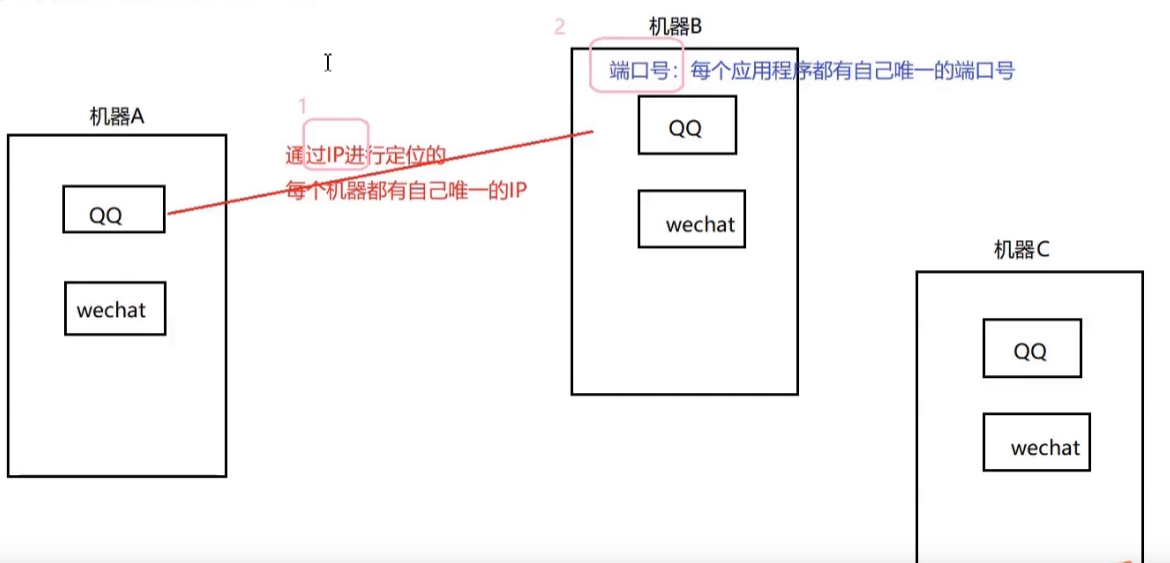 2
机器B
端口号：每个应用程序都有自己唯一的端口号
1
机器A
通过IP进行定位的
每个机器都有自己唯一的IP
QQ
wechat
QQ
wechat
机器C
QQ
wechat